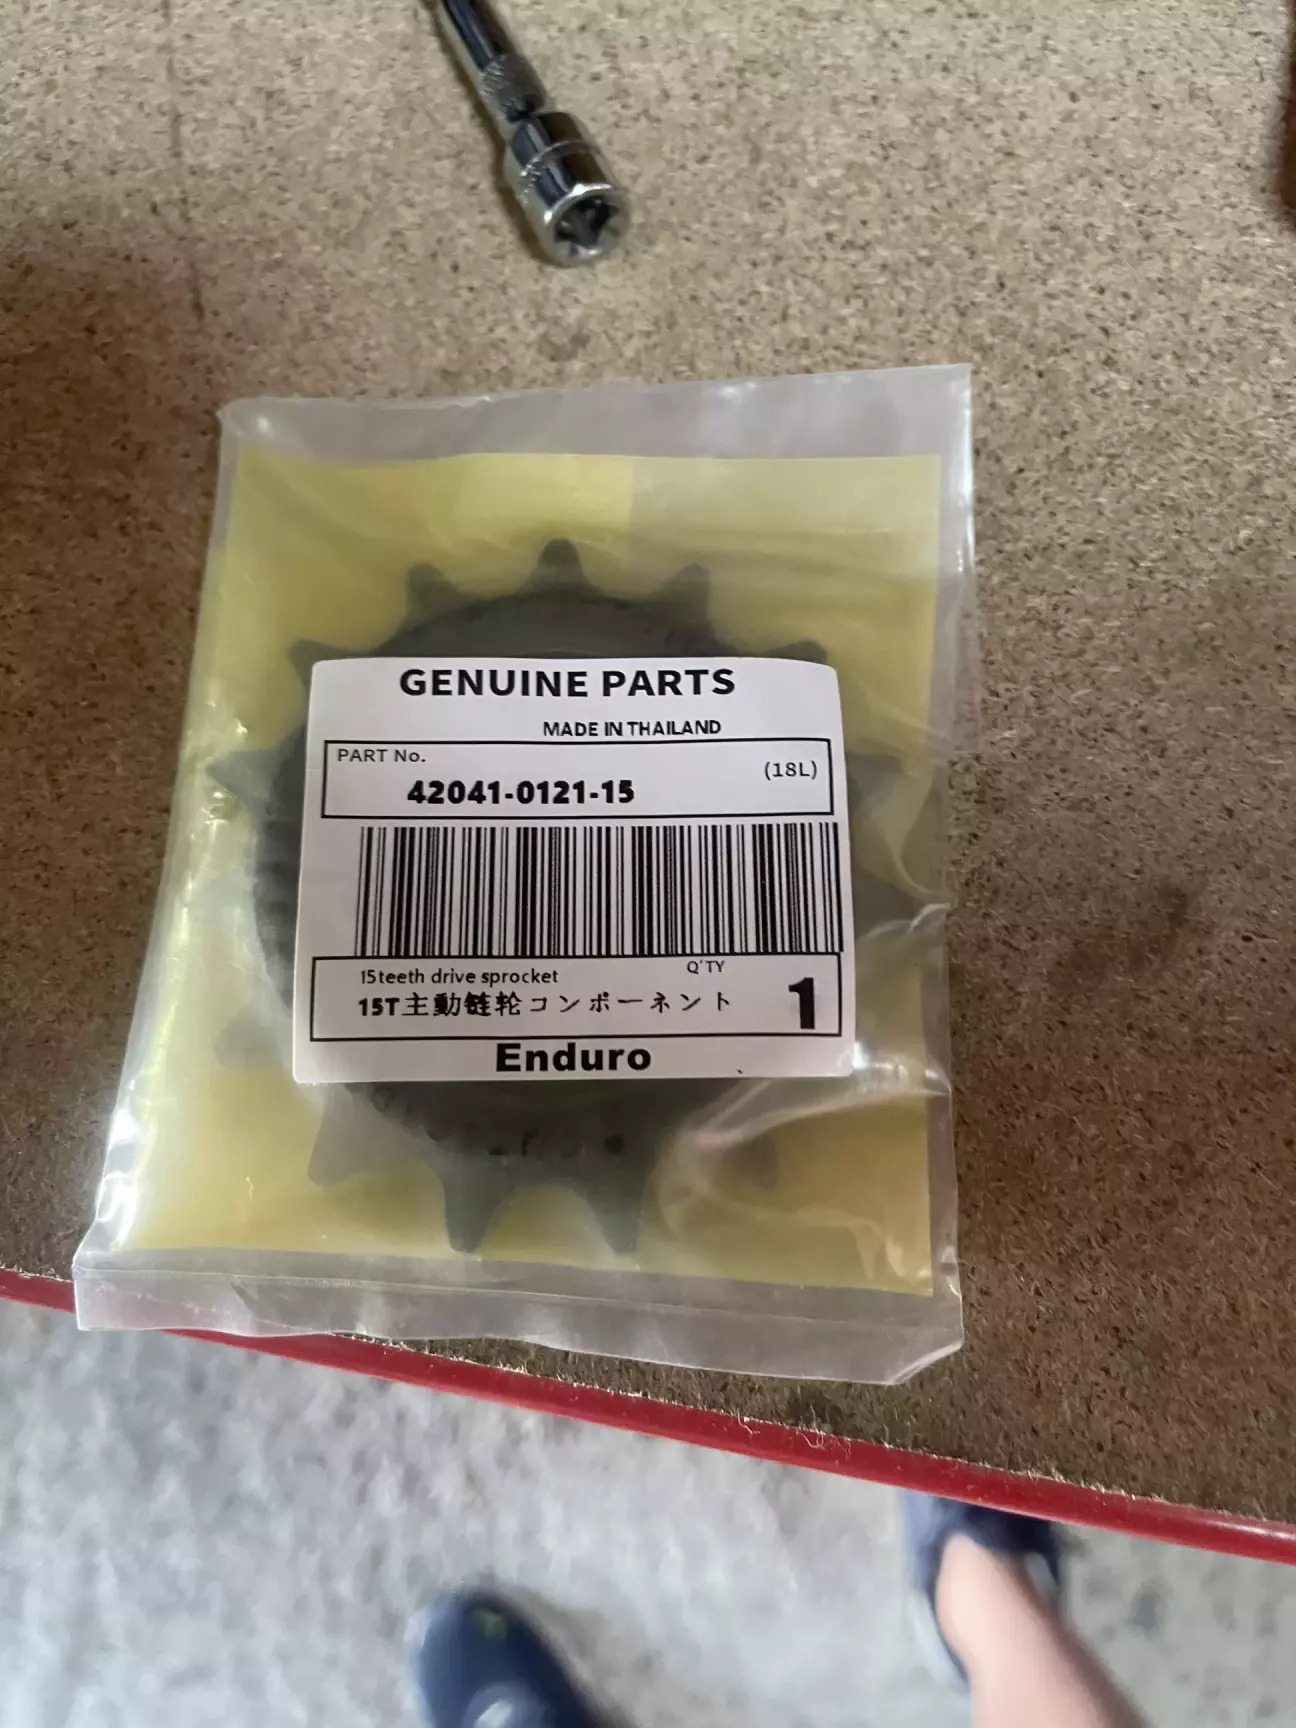 GENUINE PARTS
MADE IN THAILAND
PART No.
(18L)
42041-0121-15
15teeth drive sprocket
Q'TY
15T主動链轮コンポーネント
1
Enduro